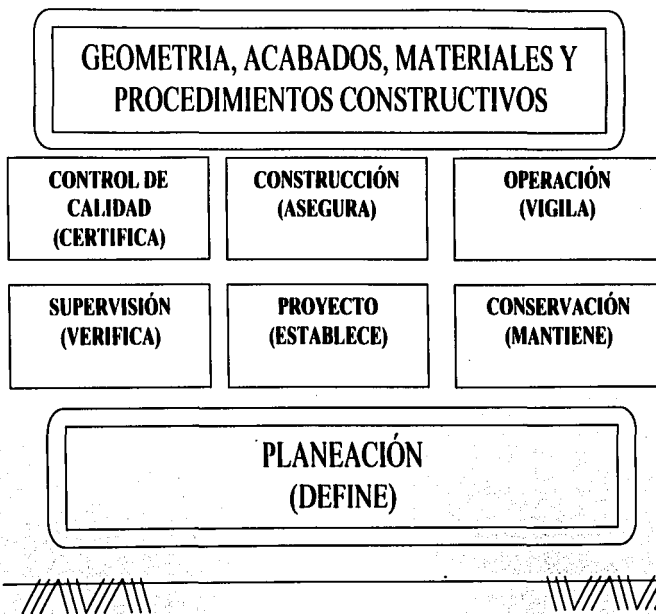 GEOMETRIA, ACABADOS, MATERIALES Y
PROCEDIMIENTOS CONSTRUCTIVOS
CONTROL DE
CALIDAD
(CERTIFICA)
CONSTRUCCIÓN
(ASEGURA)
OPERACIÓN
(VIGILA)
SUPERVISIÓN
(VERIFICA)
PROYECTO
(ESTABLECE)
CONSERVACIÓN
(MANTIENE)
PLANEACIÓN
(DEFINE)